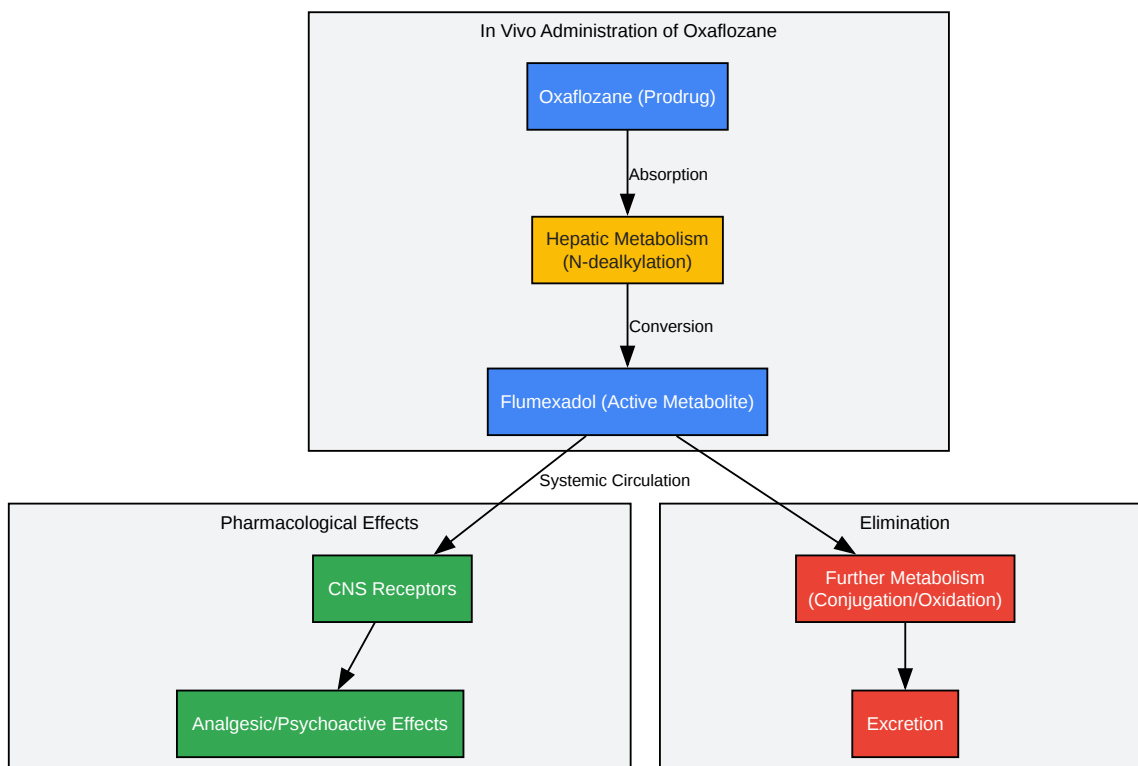 In Vivo Administration of Oxaflozane
Oxaflozane (Prodrug)
Absorption
Hepatic Metabolism
(N-dealkylation)
Conversion
Flumexadol (Active Metabolite)
Systemic Circulation
Pharmacological Effects
CNS Receptors
Analgesic/Psychoactive Effects
Elimination
Further Metabolism
(Conjugation/Oxidation)
Excretion